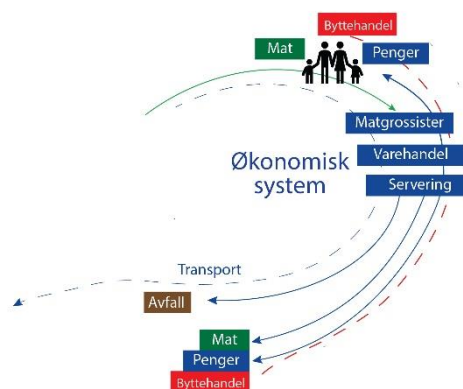 Byttehandel
Mat
Penger
Matgrossister
Varehandel
Økonomisk
system
Servering
Transport
Avfall
Mat
Penger
Byttehandel